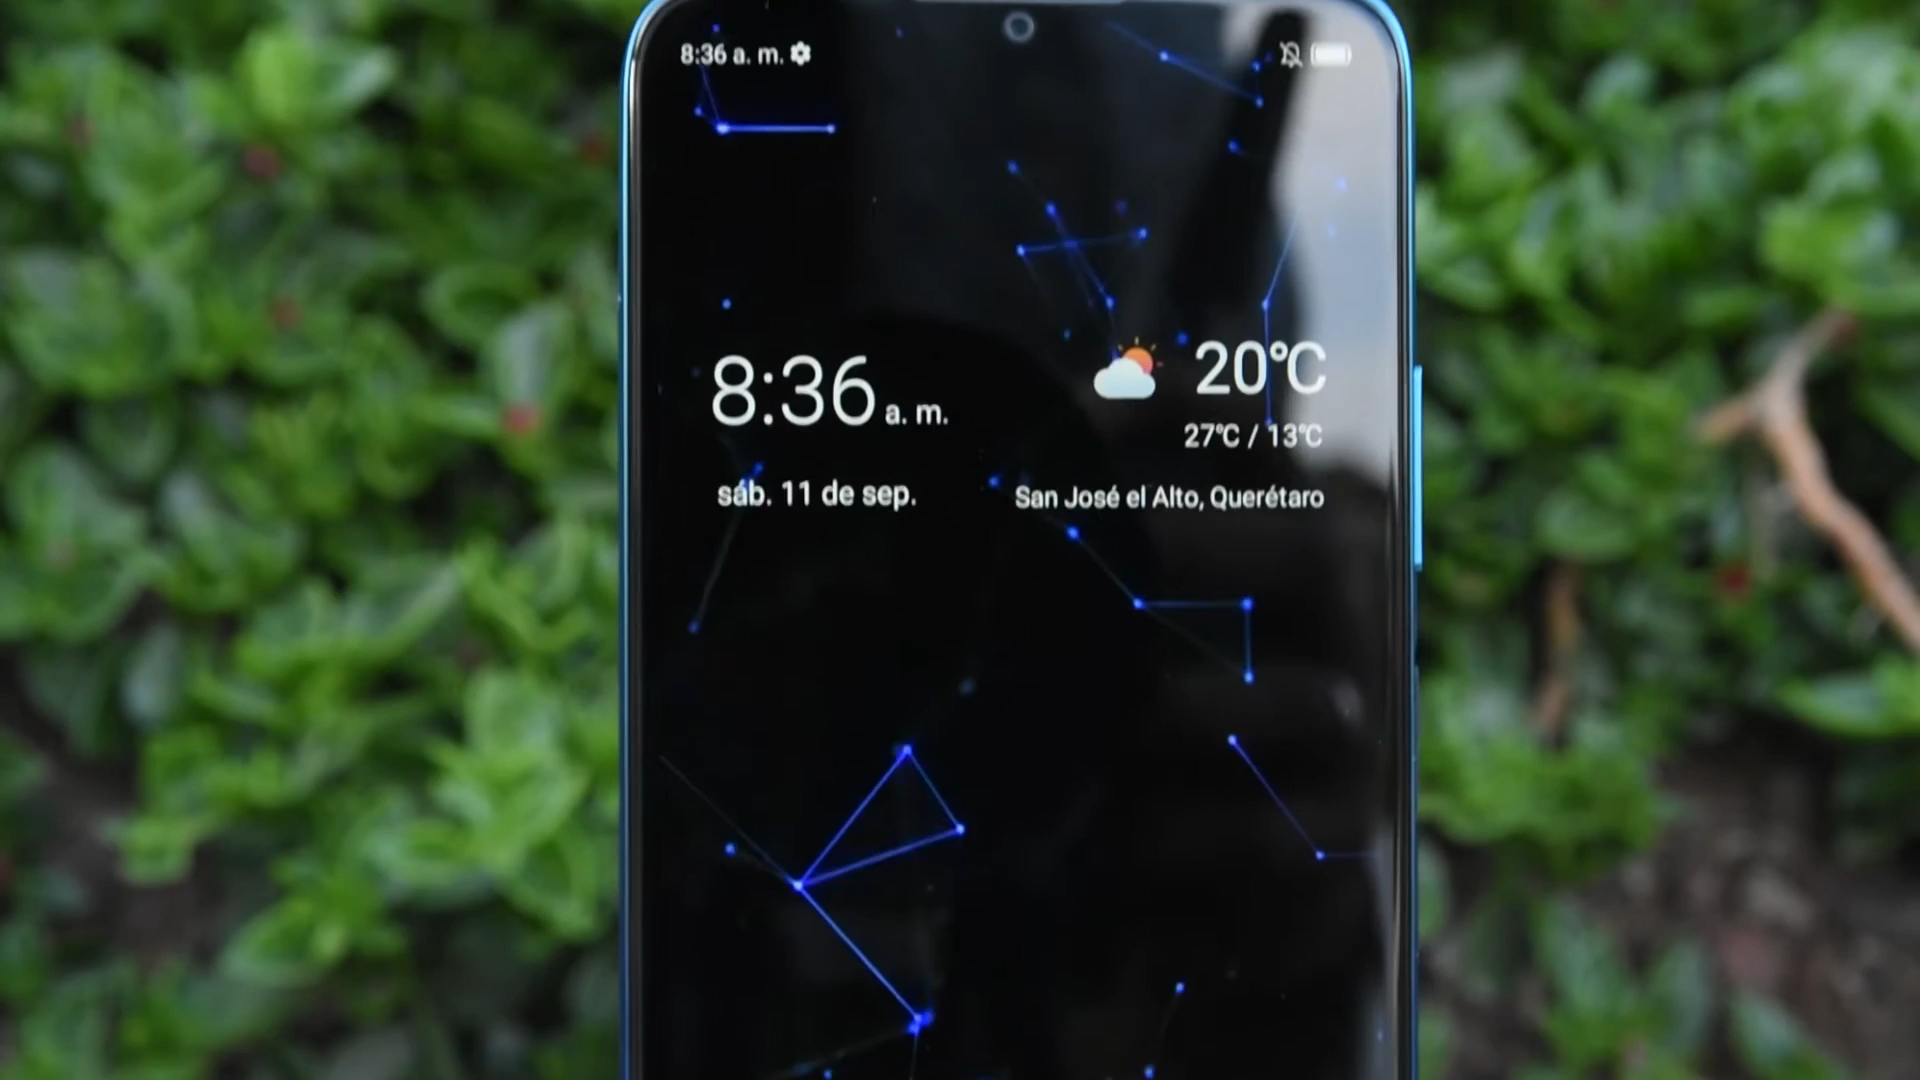 8:36 a. m.
8:36 a. m.
20°C
27°C / 13°C
sáb. 11 de sep.
San José el Alto, Querétaro